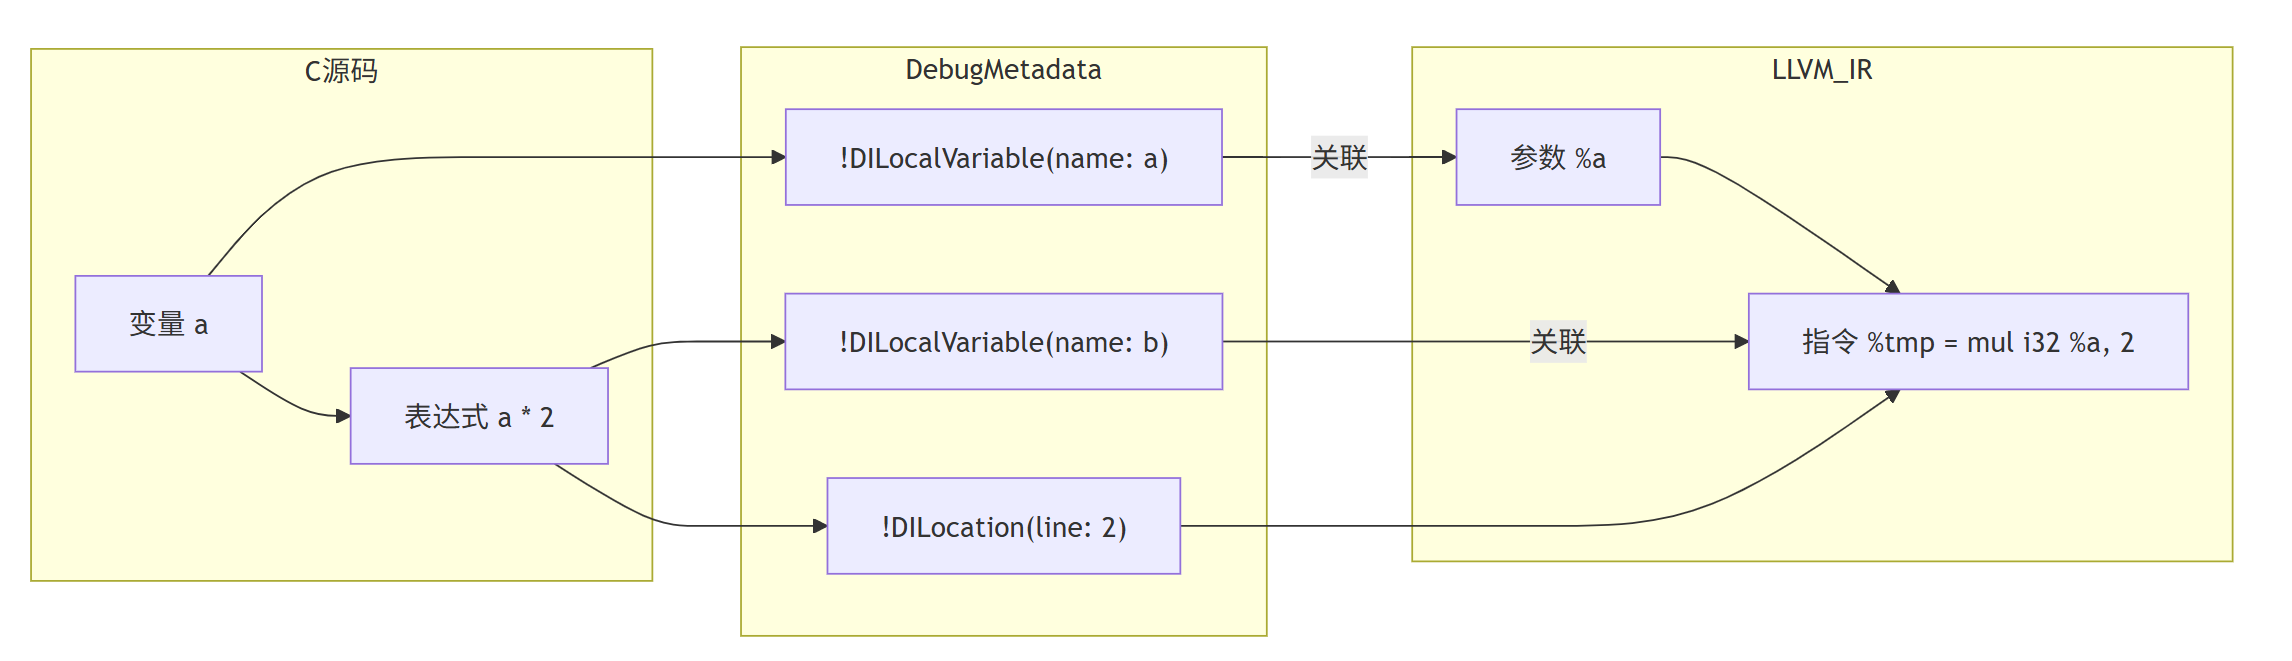 C源码
变量 a
表达式 a * 2
DebugMetadata
!DILocalVariable(name: a)
!DILocalVariable(name: b)
!DILocation(line: 2)
关联
关联
LLVM_IR
参数 %a
指令 %tmp = mul i32 %a, 2